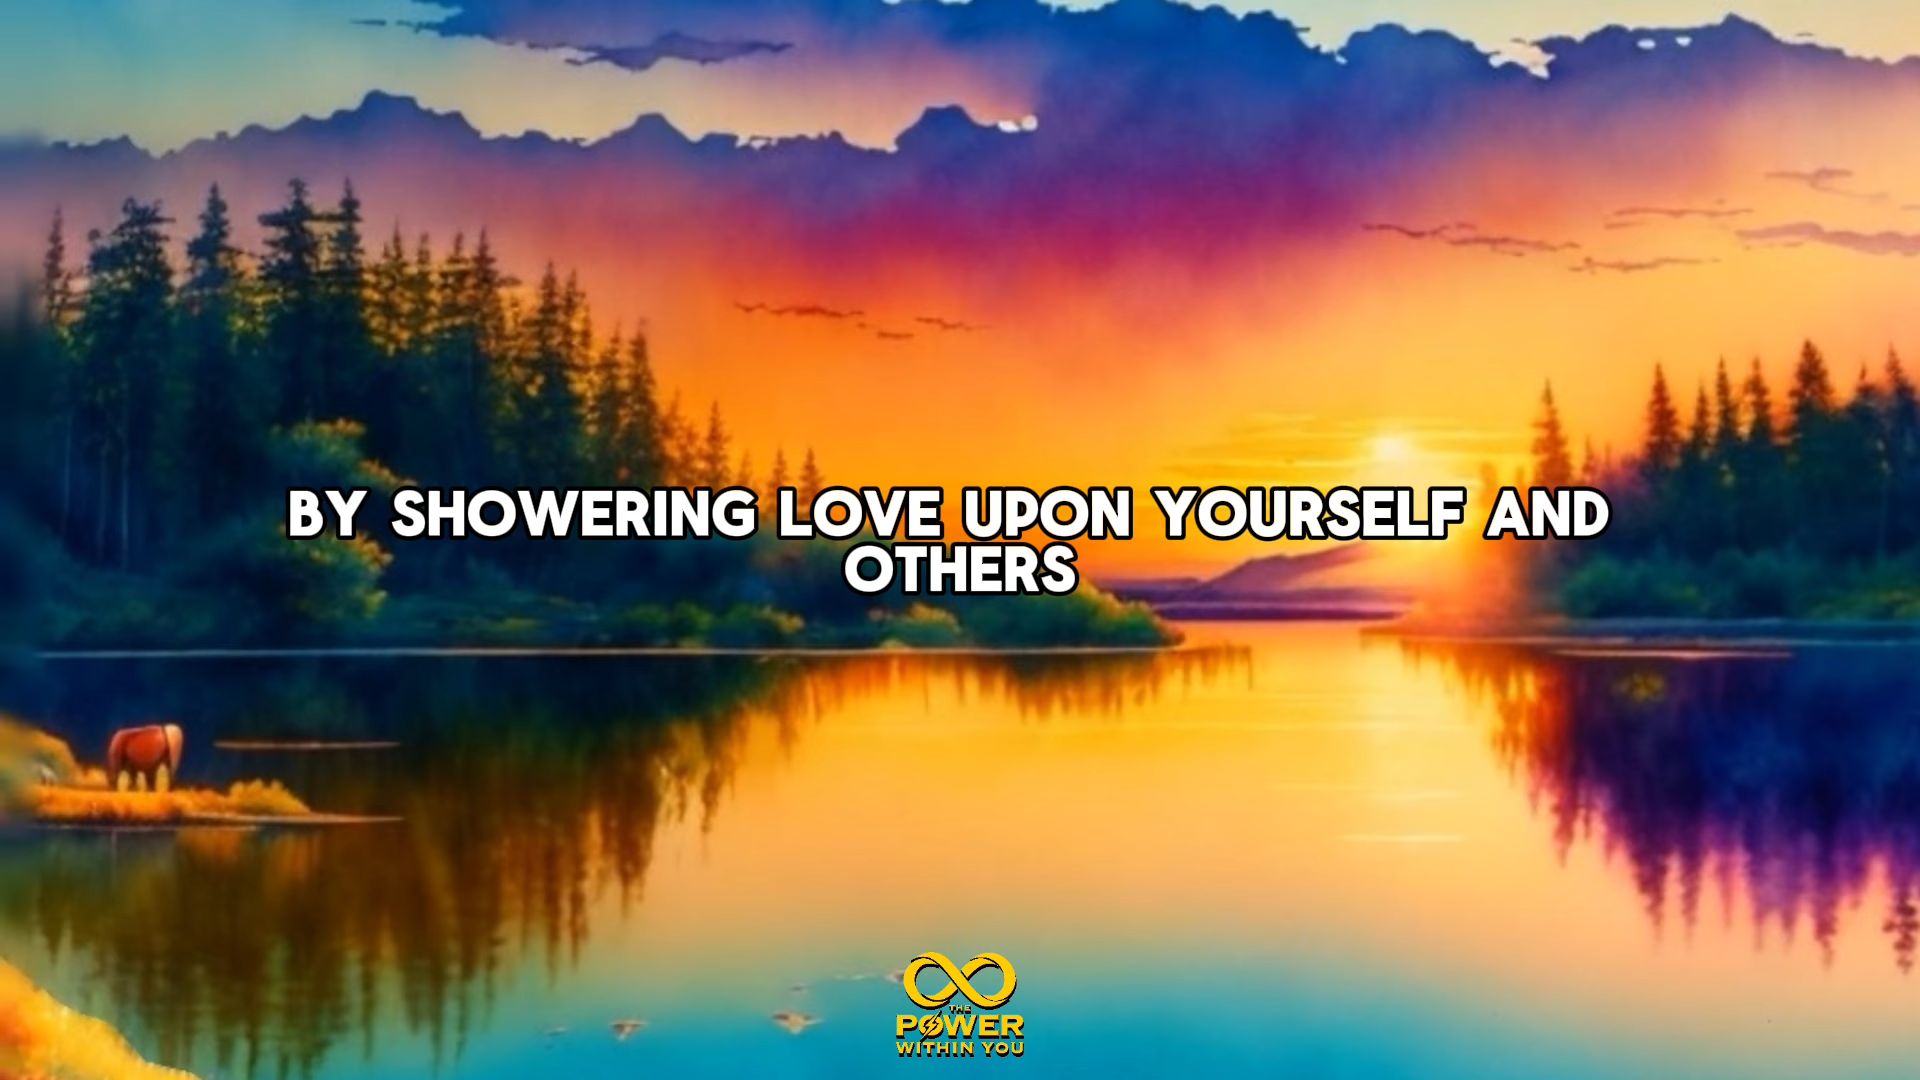 BY SHOWERING LOVE UPON YOURSELF AND
OTHERS
THE
POWER
WITHIN YOU